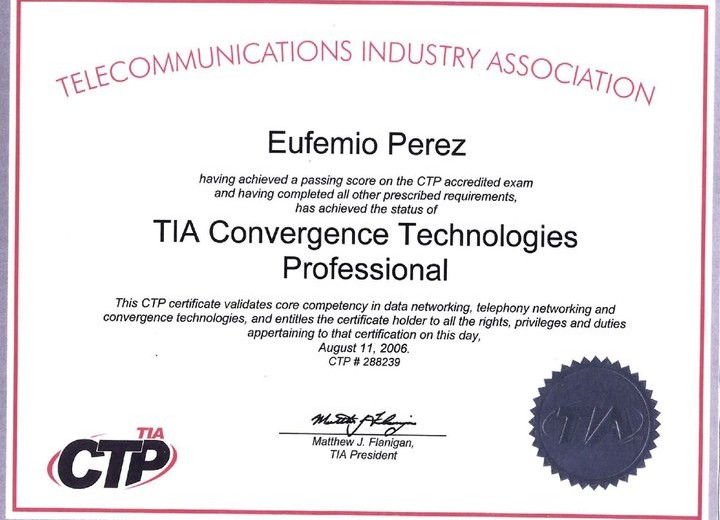 TELECOMMUNICATIONS INDUSTRY ASSOCIATION
Eufemio Perez
having achieved a passing score on the CTP accredited exam
and having completed all other prescribed requirements,
has achieved the status of
TIA Convergence Technologies
Professional
This CTP certificate validates core competency in data networking, telephony networking and
convergence technologies, and entitles the certificate holder to all the rights, privileges and duties
appertaining to that certification on this day,
August 11, 2006.
CTP # 288239
Matthew J. Flanigan
Matthew J. Flanigan,
TIA President
TIA
CTP
TIA